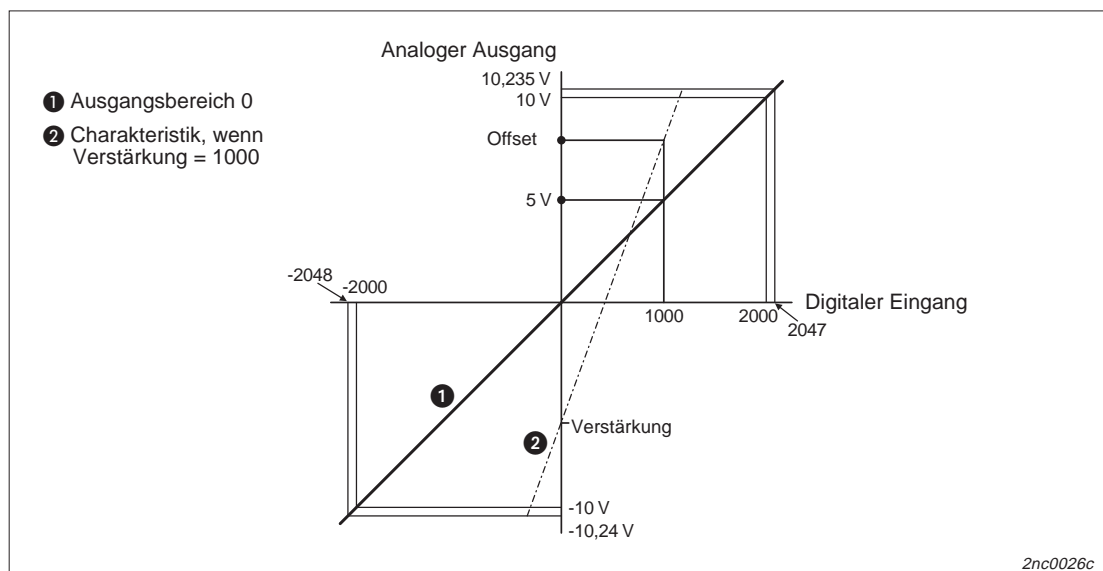 Analoger Ausgang
10,235 V
❶ Ausgangsbereich 0
10 V
❷ Charakteristik, wenn
Verstärkung = 1000
Offset
5 V
-2048
-2000
Digitaler Eingang
1000
2000
2047
❶
Verstärkung
❷
-10 V
-10,24 V
2nc0026c